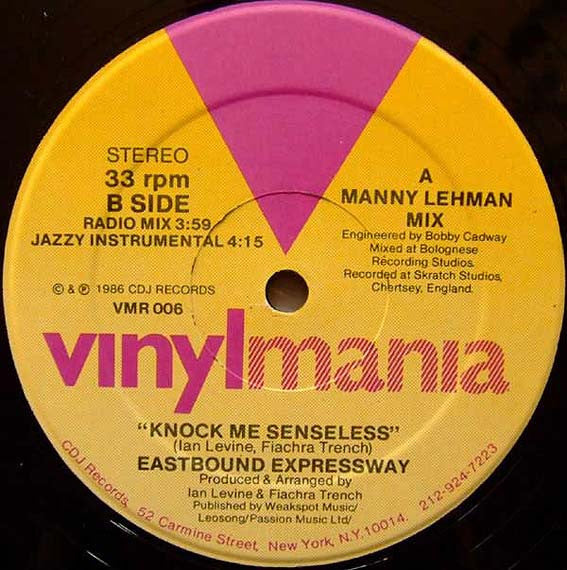 STEREO
33 rpm
B SIDE
RADIO MIX 3:59
JAZZY INSTRUMENTAL 4:15
© & ℗ 1986 CDJ RECORDS
VMR 006
A
MANNY LEHMAN
MIX
Engineered by Bobby Cadway
Mixed at Bolognese
Recording Studios.
Recorded at Skratch Studios,
Chertsey, England.
vinylmania
"KNOCK ME SENSELESS"
(Ian Levine, Fiachra Trench)
EASTBOUND EXPRESSWAY
Produced & Arranged by
Ian Levine & Fiachra Trench
Published by Weakspot Music/
Leosong/Passion Music Ltd/
CDJ Records, 52 Carmine Street, New York, N.Y. 10014. 212-924-7223